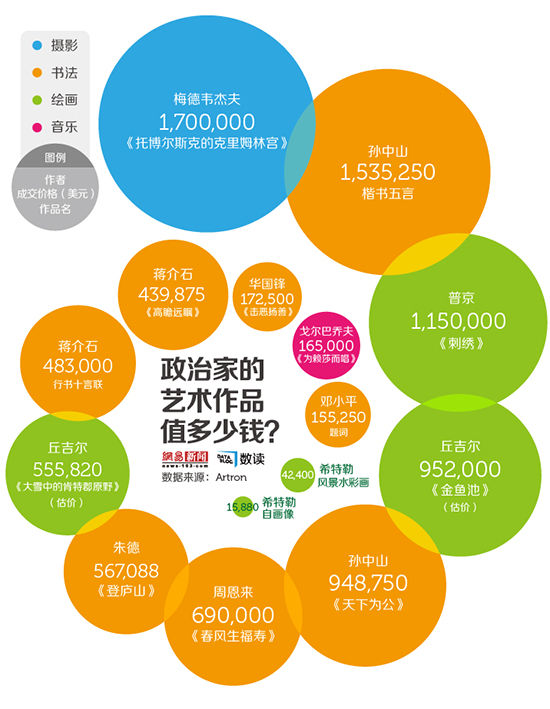 摄影
书法
绘画
音乐
图例
作者
成交价格（美元）
作品名
梅德韦杰夫
1,700,000
《托博尔斯克的克里姆林宫》
孙中山
1,535,250
楷书五言
普京
1,150,000
《刺绣》
丘吉尔
952,000
《金鱼池》
（估价）
孙中山
948,750
《天下为公》
周恩来
690,000
《春风生福寿》
朱德
567,088
《登庐山》
丘吉尔
555,820
《大雪中的肯特郡原野》
（估价）
蒋介石
483,000
行书十言联
蒋介石
439,875
《高瞻远瞩》
华国锋
172,500
《击恶扬善》
戈尔巴乔夫
165,000
《为赖莎而唱》
邓小平
155,250
题词
42,400
希特勒
风景水彩画
15,880
希特勒
自画像
政治家的
艺术作品
值多少钱？
網易新闻
news·163·com
DATA BLOG
数读
数据来源：Artron